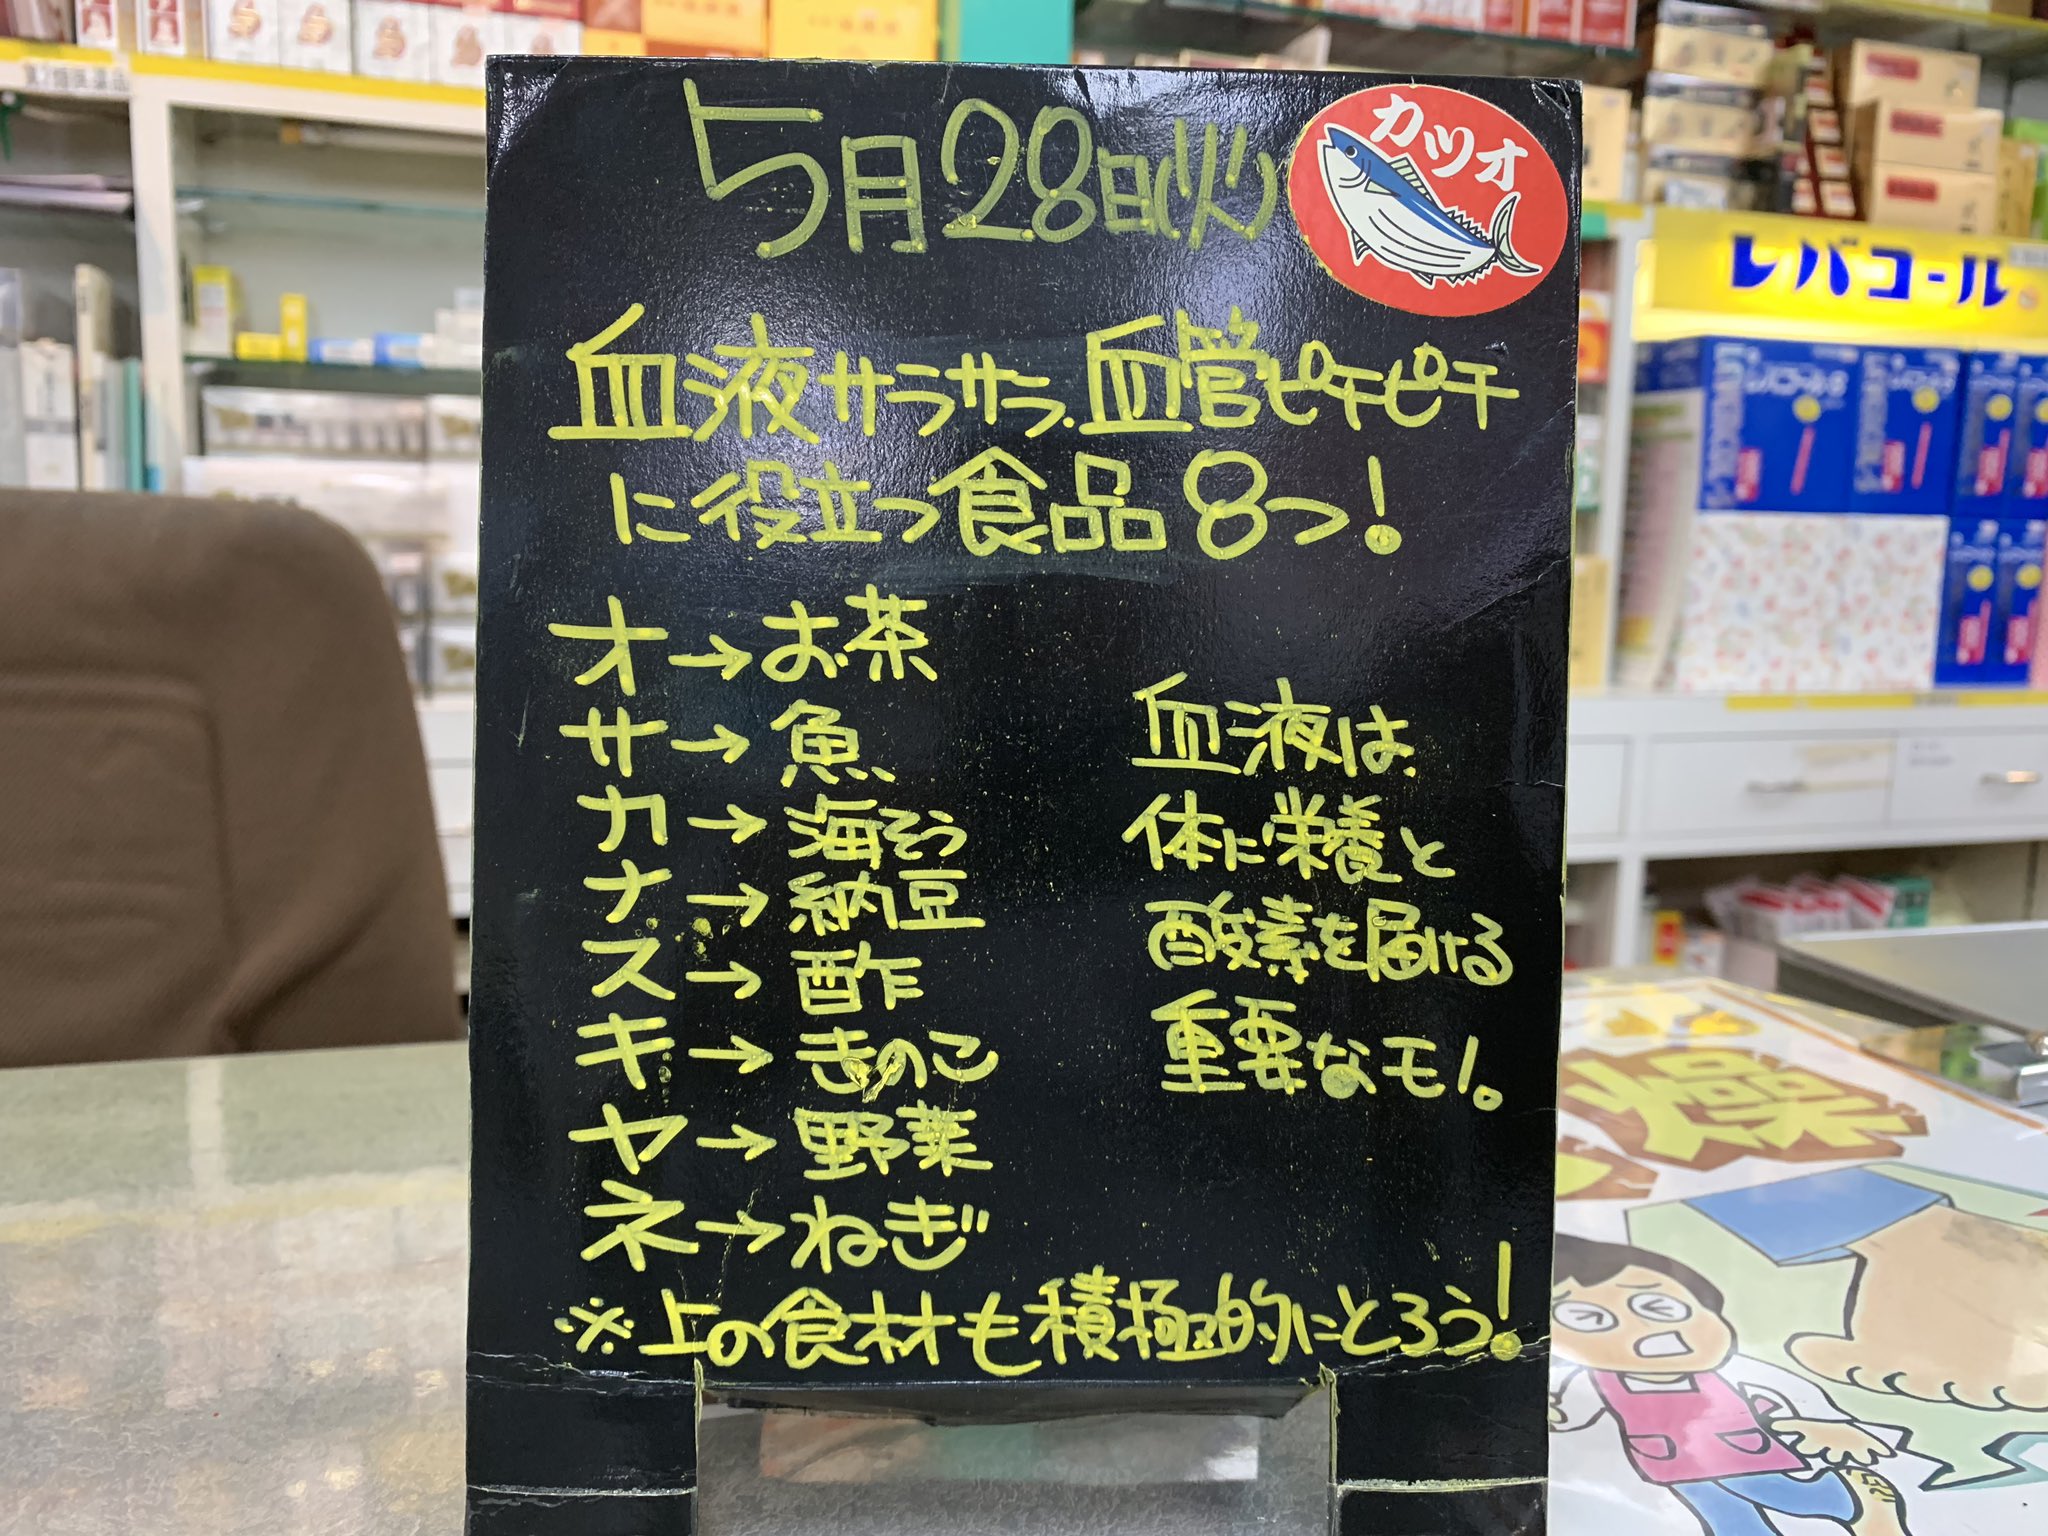 5月28日(火)
カツオ
血液サラサラ.血管ピチピチ
に役立つ食品8つ!
オ→お茶
サ→魚
カ→海そう
ナ→納豆
ス→酢
キ→きのこ
ヤ→野菜
ネ→ねぎ
血液は、
体に栄養と
酸素を届ける
重要なモノ。
※上の食材も積極的にとろう!
レバコール